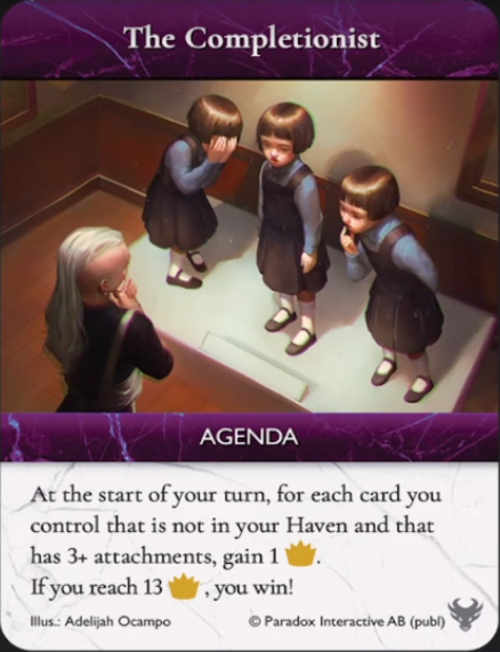 The Completionist
AGENDA
At the start of your turn, for each card you
control that is not in your Haven and that
has 3+ attachments, gain 1 .
If you reach 13 , you win!
Illus.: Adelijah Ocampo © Paradox Interactive AB (publ)